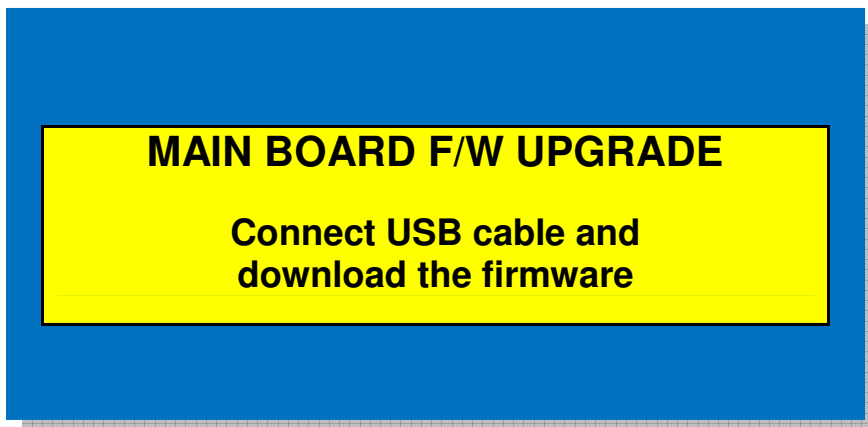 MAIN BOARD F/W UPGRADE
Connect USB cable and
download the firmware